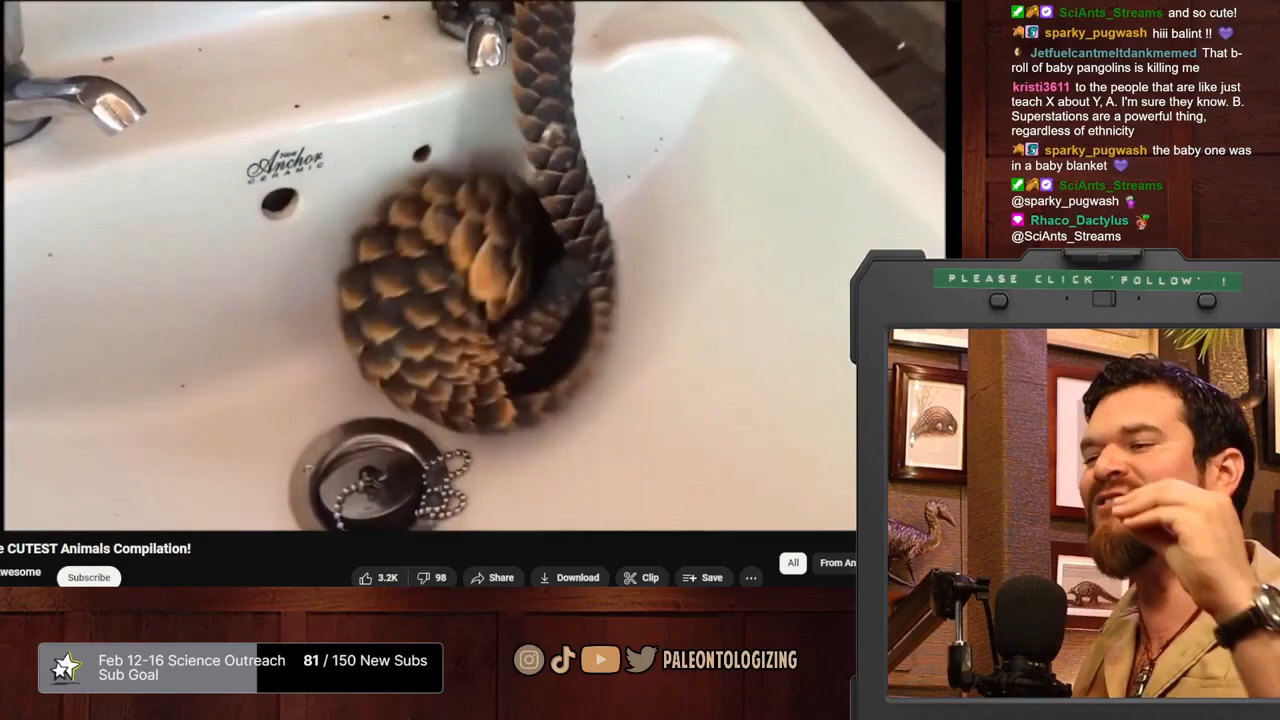 SciAnts_Streams and so cute!
sparky_pugwash hiii balint !!
Jetfuelcantmeltdankmemed That b-
roll of baby pangolins is killing me
kristi3611 to the people that are like just
teach X about Y, A. I'm sure they know. B.
Superstations are a powerful thing,
regardless of ethnicity
sparky_pugwash the baby one was
in a baby blanket
SciAnts_Streams
@sparky_pugwash
Rhaco_Dactylus
@SciAnts_Streams
New
Anchor
CERAMIC
PLEASE CLICK 'FOLLOW' !
e CUTEST Animals Compilation!
wesome
Subscribe
3.2K
98
Share
Download
Clip
Save
All
From An
Feb 12-16 Science Outreach
Sub Goal
81 / 150 New Subs
PALEONTOLOGIZING